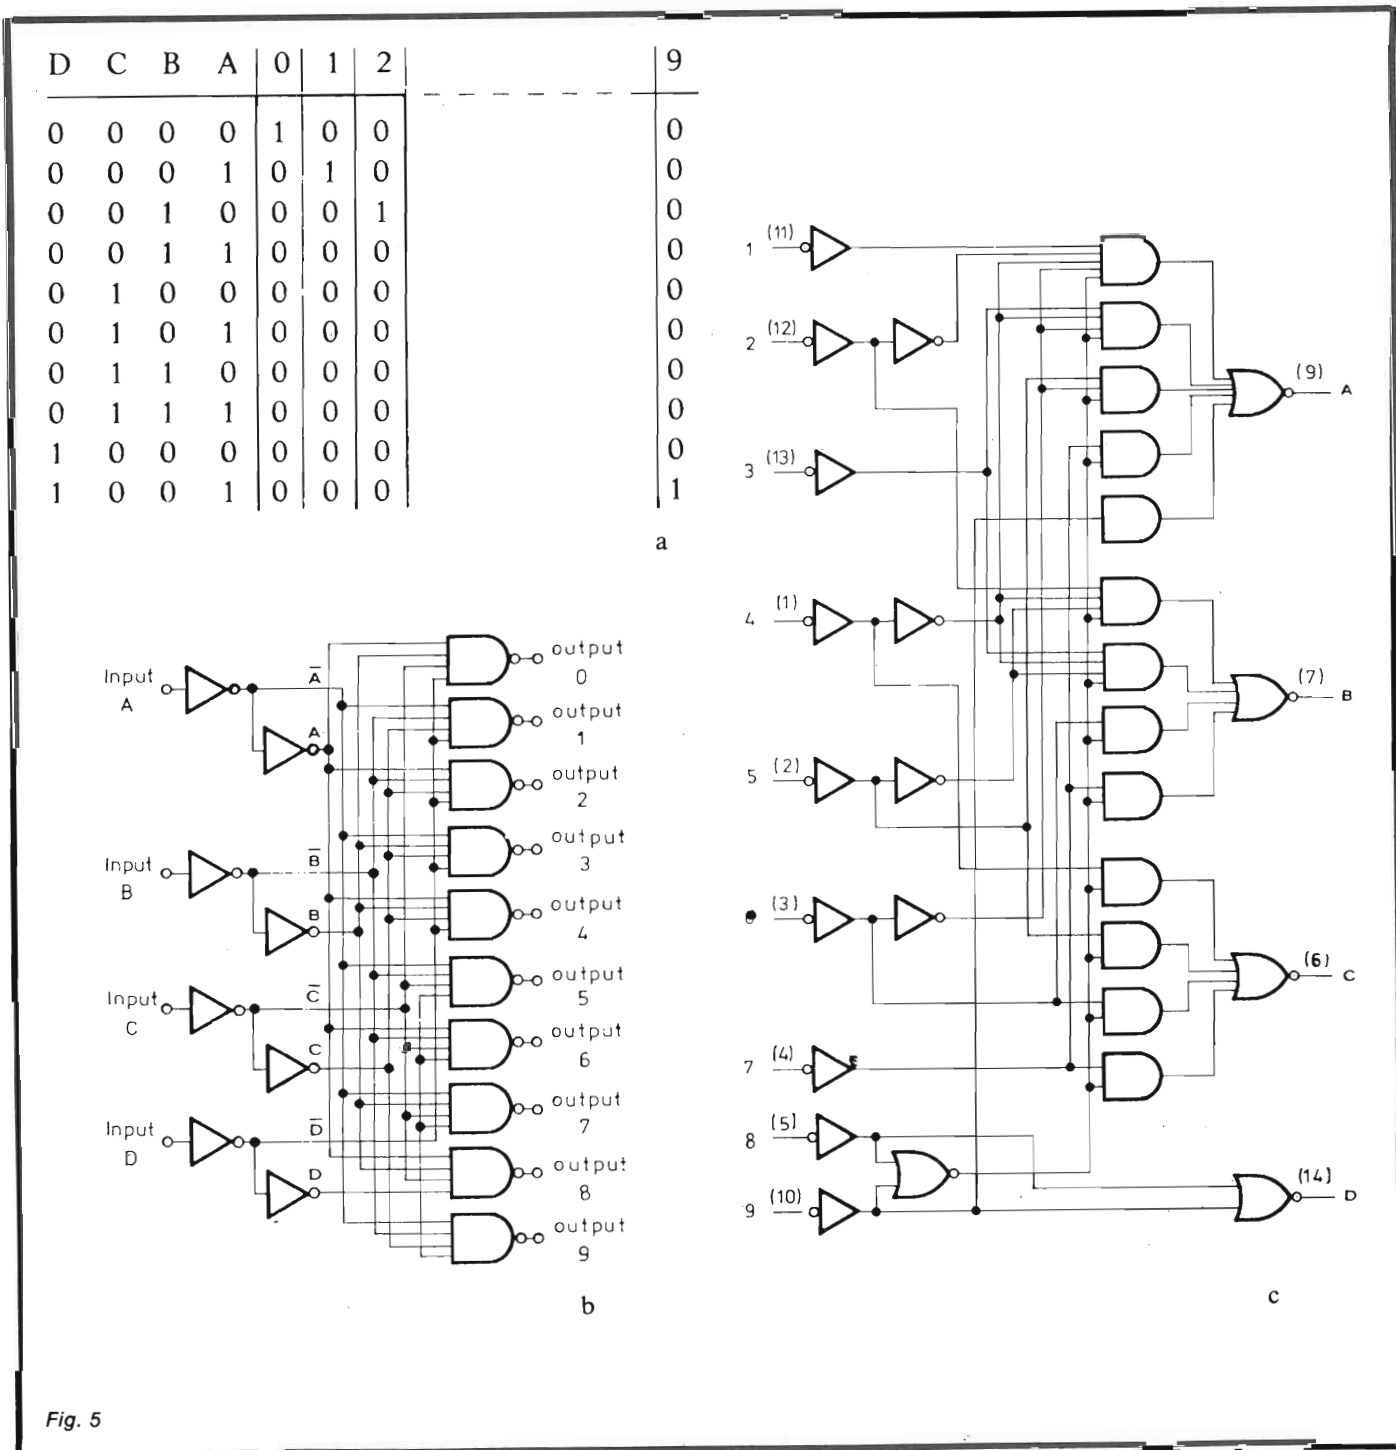 D C B A 0 1 2 9
0 0 0 0 1 0 0 0
0 0 0 1 0 1 0 0
0 0 1 0 0 0 1 0
0 0 1 1 0 0 0 0
0 1 0 0 0 0 0 0
0 1 0 1 0 0 0 0
0 1 1 0 0 0 0 0
0 1 1 1 0 0 0 0
1 0 0 0 0 0 0 0
1 0 0 1 0 0 0 1
a
Input
A
A̅
A
Input
B
B̅
B
Input
C
C̅
C
Input
D
D̅
D
output
0
output
1
output
2
output
3
output
4
output
5
output
6
output
7
output
8
output
9
b
1 (11)
2 (12)
3 (13)
4 (1)
5 (2)
(3)
7 (4)
8 (5)
9 (10)
(9) A
(7) B
(6) C
(14) D
c
Fig. 5